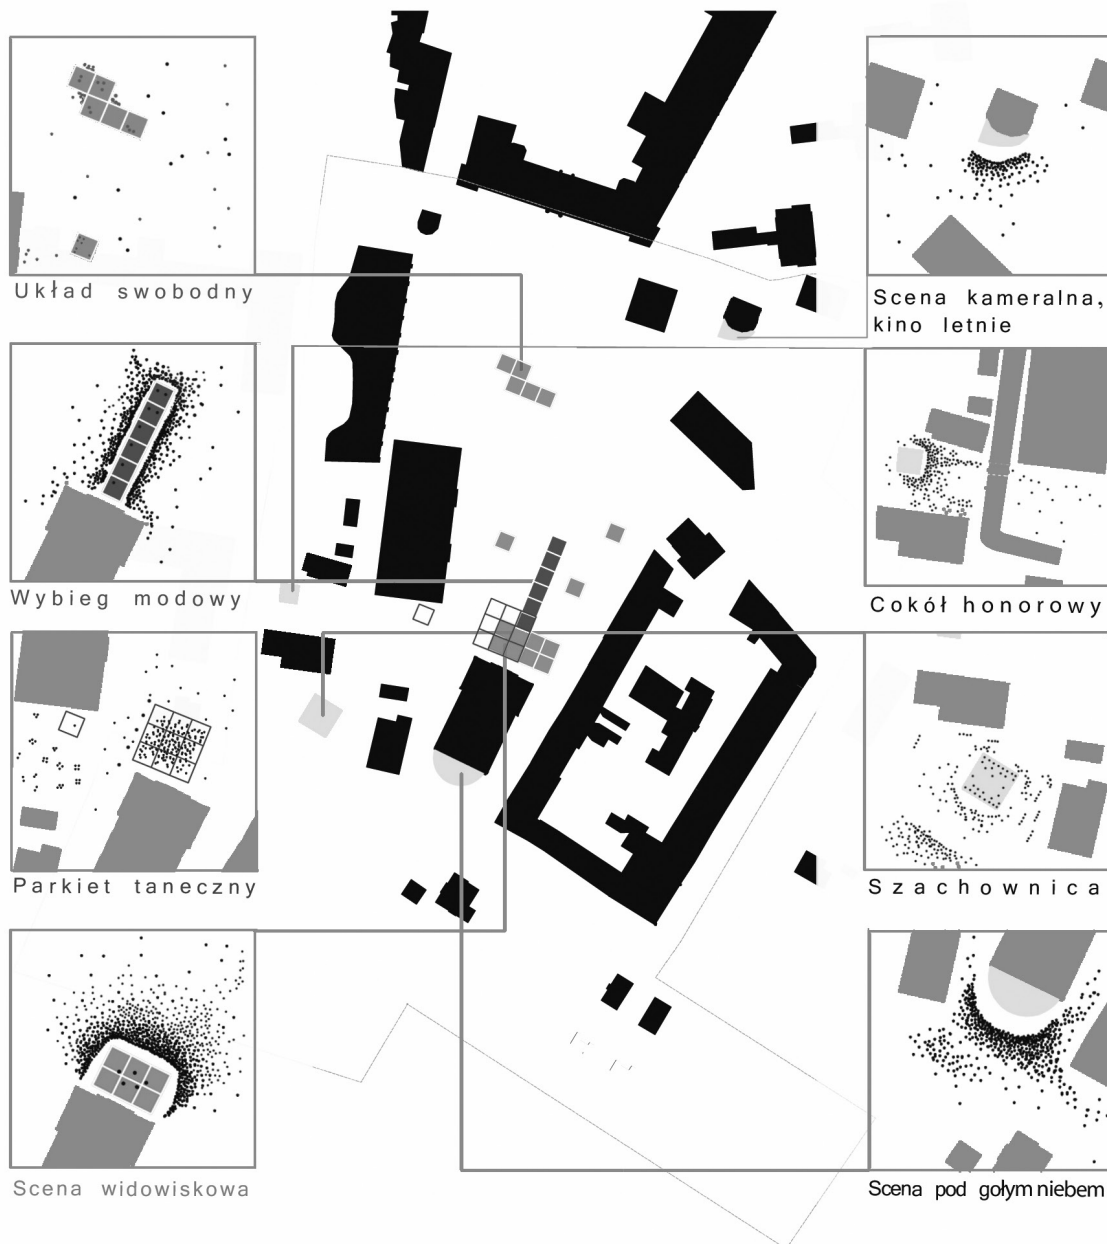 Układ swobodny
Wybieg modowy
Parkiet taneczny
Scena widowiskowa
Scena kameralna,
kino letnie
Cokół honorowy
Szachownica
Scena pod gołym niebem